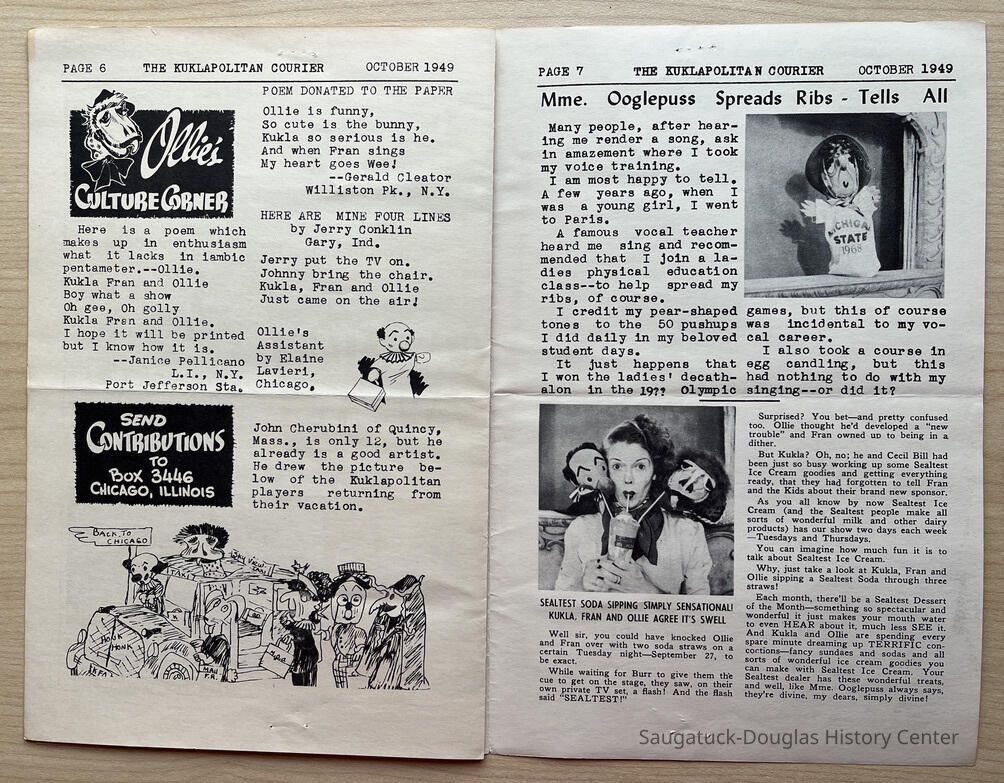 PAGE 6 THE KUKLAPOLITAN COURIER OCTOBER 1949
Ollie's
CULTURE CORNER
Here is a poem which
makes up in enthusiasm
what it lacks in iambic
pentameter.--Ollie.
Kukla Fran and Ollie
Boy what a show
Oh gee, Oh golly
Kukla Fran and Ollie.
I hope it will be printed
but I know how it is.
--Janice Pellicano
L.I., N.Y.
Port Jefferson Sta.
POEM DONATED TO THE PAPER
Ollie is funny,
So cute is the bunny,
Kukla so serious is he.
And when Fran sings
My heart goes Wee!
--Gerald Cleator
Williston Pk., N.Y.
HERE ARE MINE FOUR LINES
by Jerry Conklin
Gary, Ind.
Jerry put the TV on.
Johnny bring the chair.
Kukla, Fran and Ollie
Just came on the air!
Ollie's
Assistant
by Elaine
Lavieri,
Chicago.
SEND
CONTRIBUTIONS
TO
BOX 3446
CHICAGO, ILLINOIS
John Cherubini of Quincy,
Mass., is only 12, but he
already is a good artist.
He drew the picture be-
low of the Kuklapolitan
players returning from
their vacation.
BACK TO
CHICAGO
TAXI
HONK
HONK
PAGE 7 THE KUKLAPOLITAN COURIER OCTOBER 1949
Mme. Ooglepuss Spreads Ribs - Tells All
Many people, after hear-
ing me render a song, ask
in amazement where I took
my voice training.
I am most happy to tell.
A few years ago, when I
was a young girl, I went
to Paris.
A famous vocal teacher
heard me sing and recom-
mended that I join a la-
dies physical education
class--to help spread my
ribs, of course.
I credit my pear-shaped
tones to the 50 pushups
I did daily in my beloved
student days.
It just happens that
I won the ladies' decath-
alon in the 19?? Olympic
MICHIGAN
STATE
1968
games, but this of course
was incidental to my vo-
cal career.
I also took a course in
egg candling, but this
had nothing to do with my
singing--or did it?
SEALTEST SODA SIPPING SIMPLY SENSATIONAL!
KUKLA, FRAN AND OLLIE AGREE IT'S SWELL
Well sir, you could have knocked Ollie
and Fran over with two soda straws on a
certain Tuesday night—September 27, to
be exact.
While waiting for Burr to give them the
cue to get on the stage, they saw, on their
own private TV set, a flash! And the flash
said "SEALTEST!"
Surprised? You bet—and pretty confused
too. Ollie thought he'd developed a "new
trouble" and Fran owned up to being in a
dither.
But Kukla? Oh, no; he and Cecil Bill had
been just so busy working up some Sealtest
Ice Cream goodies and getting everything
ready, that they had forgotten to tell Fran
and the Kids about their brand new sponsor.
As you all know by now Sealtest Ice
Cream (and the Sealtest people make all
sorts of wonderful milk and other dairy
products) has our show two days each week
—Tuesdays and Thursdays.
You can imagine how much fun it is to
talk about Sealtest Ice Cream.
Why, just take a look at Kukla, Fran and
Ollie sipping a Sealtest Soda through three
straws!
Each month, there'll be a Sealtest Dessert
of the Month—something so spectacular and
wonderful it just makes your mouth water
to even HEAR about it, much less SEE it.
And Kukla and Ollie are spending every
spare minute dreaming up TERRIFIC con-
coctions—fancy sundaes and sodas and all
sorts of wonderful ice cream goodies you
can make with Sealtest Ice Cream. Your
Sealtest dealer has these wonderful treats,
and well, like Mme. Ooglepuss always says,
they're divine, my dears, simply divine!
Saugatuck-Douglas History Center